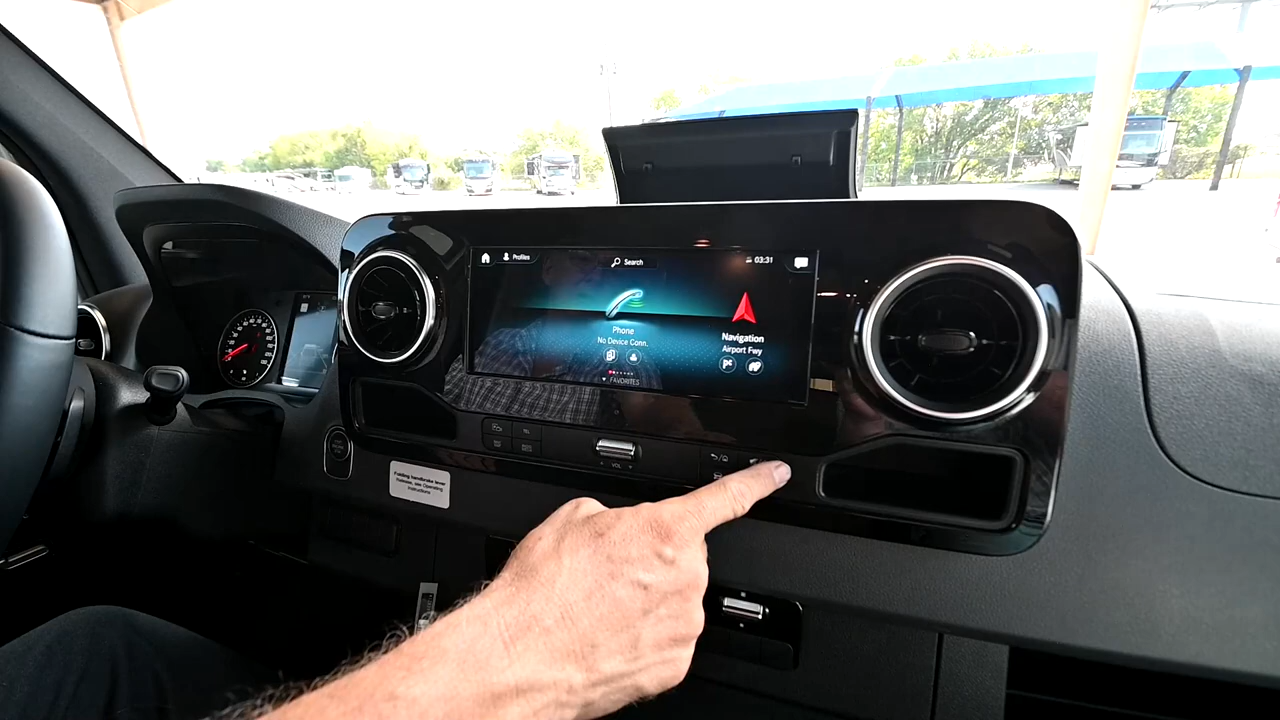 Profiles
Search
03:31
Phone
No Device Conn.
Navigation
Airport Fwy
FAVORITES
VOL
Folding handbrake lever
Release, see Operating
Instructions